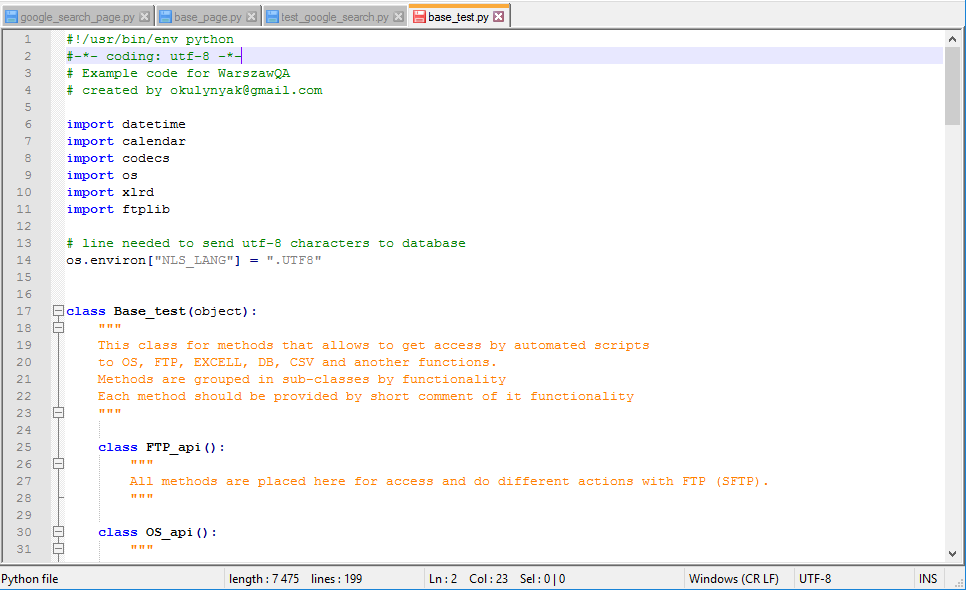 google_search_page.py base_page.py test_google_search.py base_test.py
1 #!/usr/bin/env python
2 #-*- coding: utf-8 -*-
3 # Example code for WarszawQA
4 # created by okulynyak@gmail.com
5
6 import datetime
7 import calendar
8 import codecs
9 import os
10 import xlrd
11 import ftplib
12
13 # line needed to send utf-8 characters to database
14 os.environ["NLS_LANG"] = ".UTF8"
15
16
17 class Base_test(object):
18 """
19 This class for methods that allows to get access by automated scripts
20 to OS, FTP, EXCELL, DB, CSV and another functions.
21 Methods are grouped in sub-classes by functionality
22 Each method should be provided by short comment of it functionality
23 """
24
25 class FTP_api():
26 """
27 All methods are placed here for access and do different actions with FTP (SFTP).
28 """
29
30 class OS_api():
31 """
Python file length : 7 475 lines : 199 Ln : 2 Col : 23 Sel : 0 | 0 Windows (CR LF) UTF-8 INS